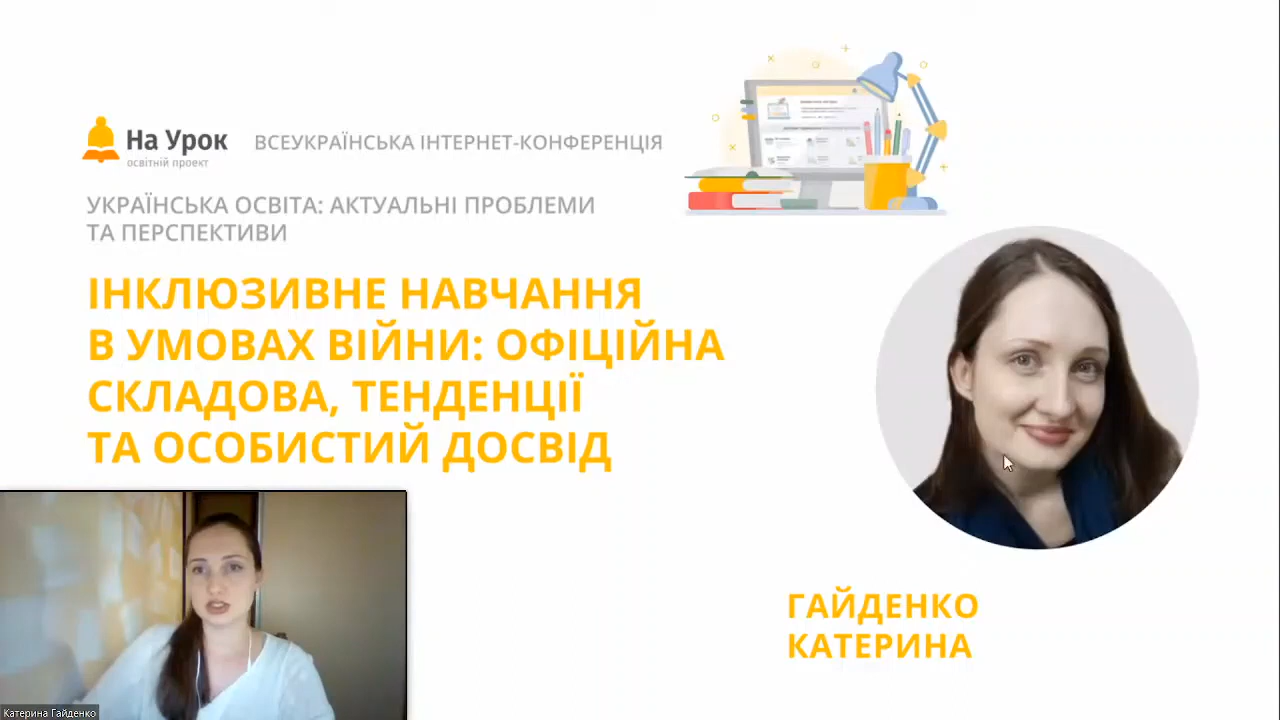 На Урок
освітній проект
ВСЕУКРАЇНСЬКА ІНТЕРНЕТ-КОНФЕРЕНЦІЯ
УКРАЇНСЬКА ОСВІТА: АКТУАЛЬНІ ПРОБЛЕМИ
ТА ПЕРСПЕКТИВИ
ІНКЛЮЗИВНЕ НАВЧАННЯ
В УМОВАХ ВІЙНИ: ОФІЦІЙНА
СКЛАДОВА, ТЕНДЕНЦІЇ
ТА ОСОБИСТИЙ ДОСВІД
ГАЙДЕНКО
КАТЕРИНА
Катерина Гайденко